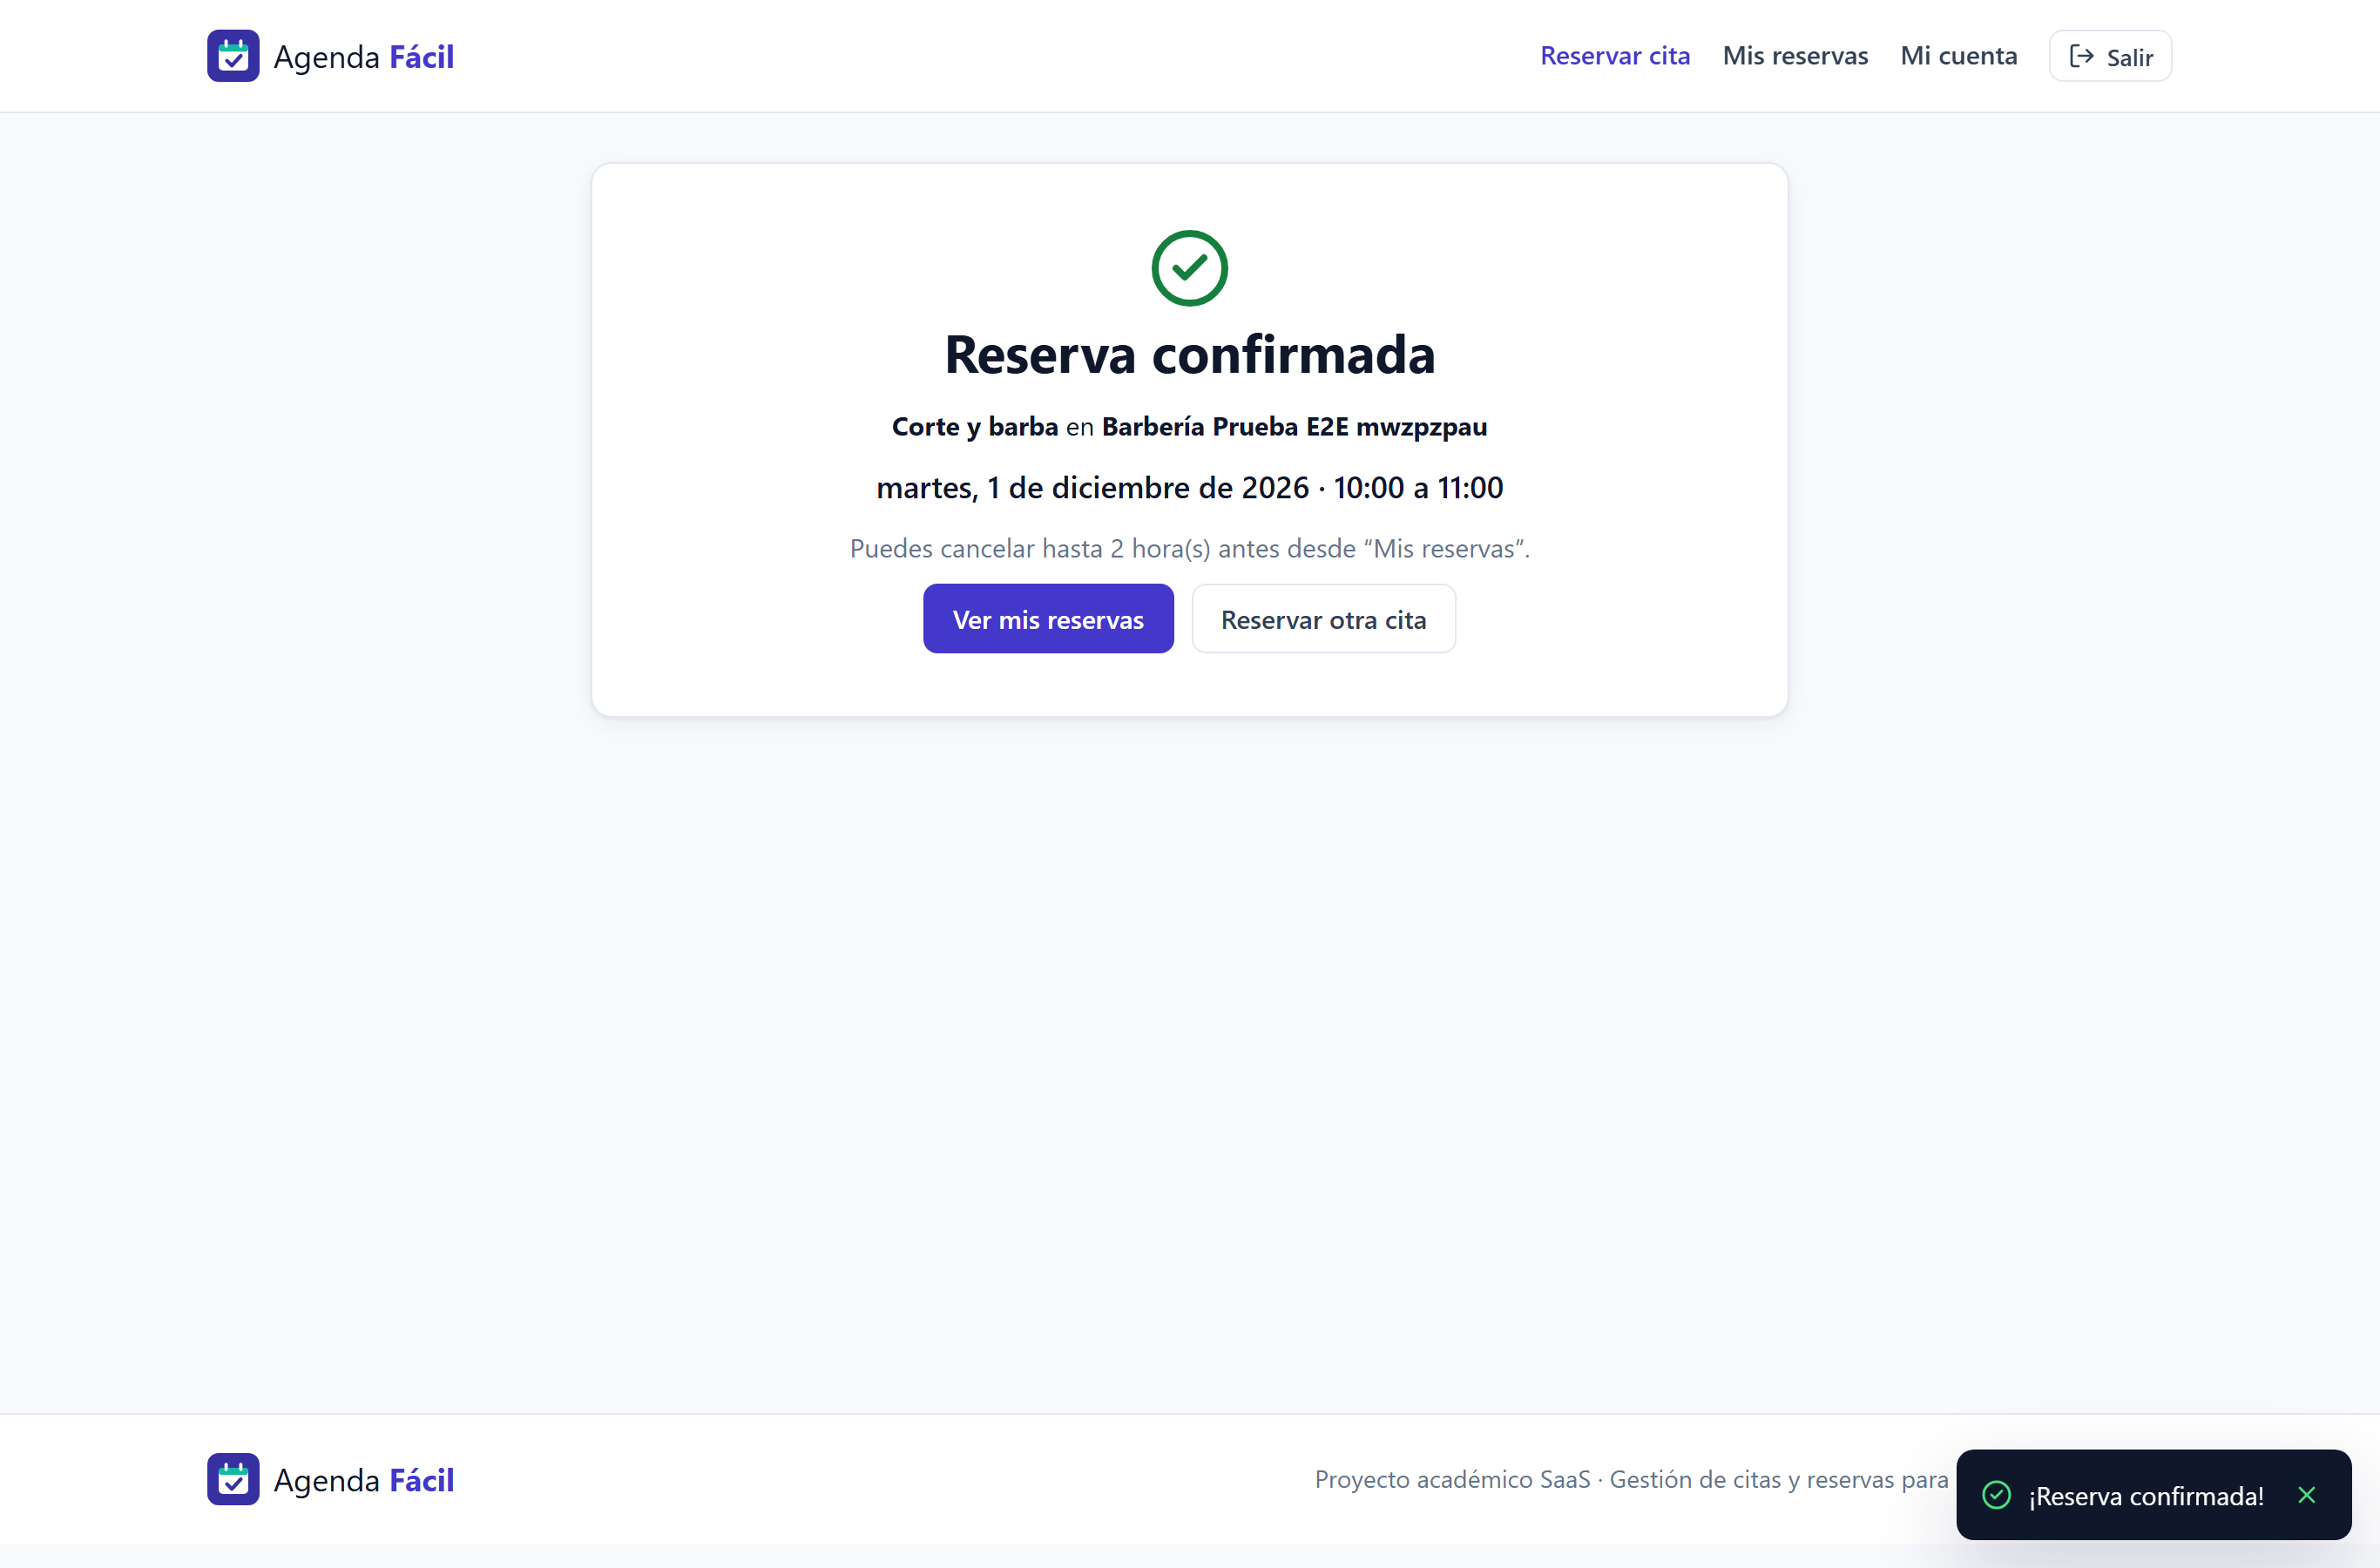 Agenda Fácil
Reservar cita
Mis reservas
Mi cuenta
Salir
Reserva confirmada
Corte y barba en Barbería Prueba E2E mwzpzpau
martes, 1 de diciembre de 2026 · 10:00 a 11:00
Puedes cancelar hasta 2 hora(s) antes desde “Mis reservas”.
Ver mis reservas
Reservar otra cita
Agenda Fácil
Proyecto académico SaaS · Gestión de citas y reservas para
¡Reserva confirmada!